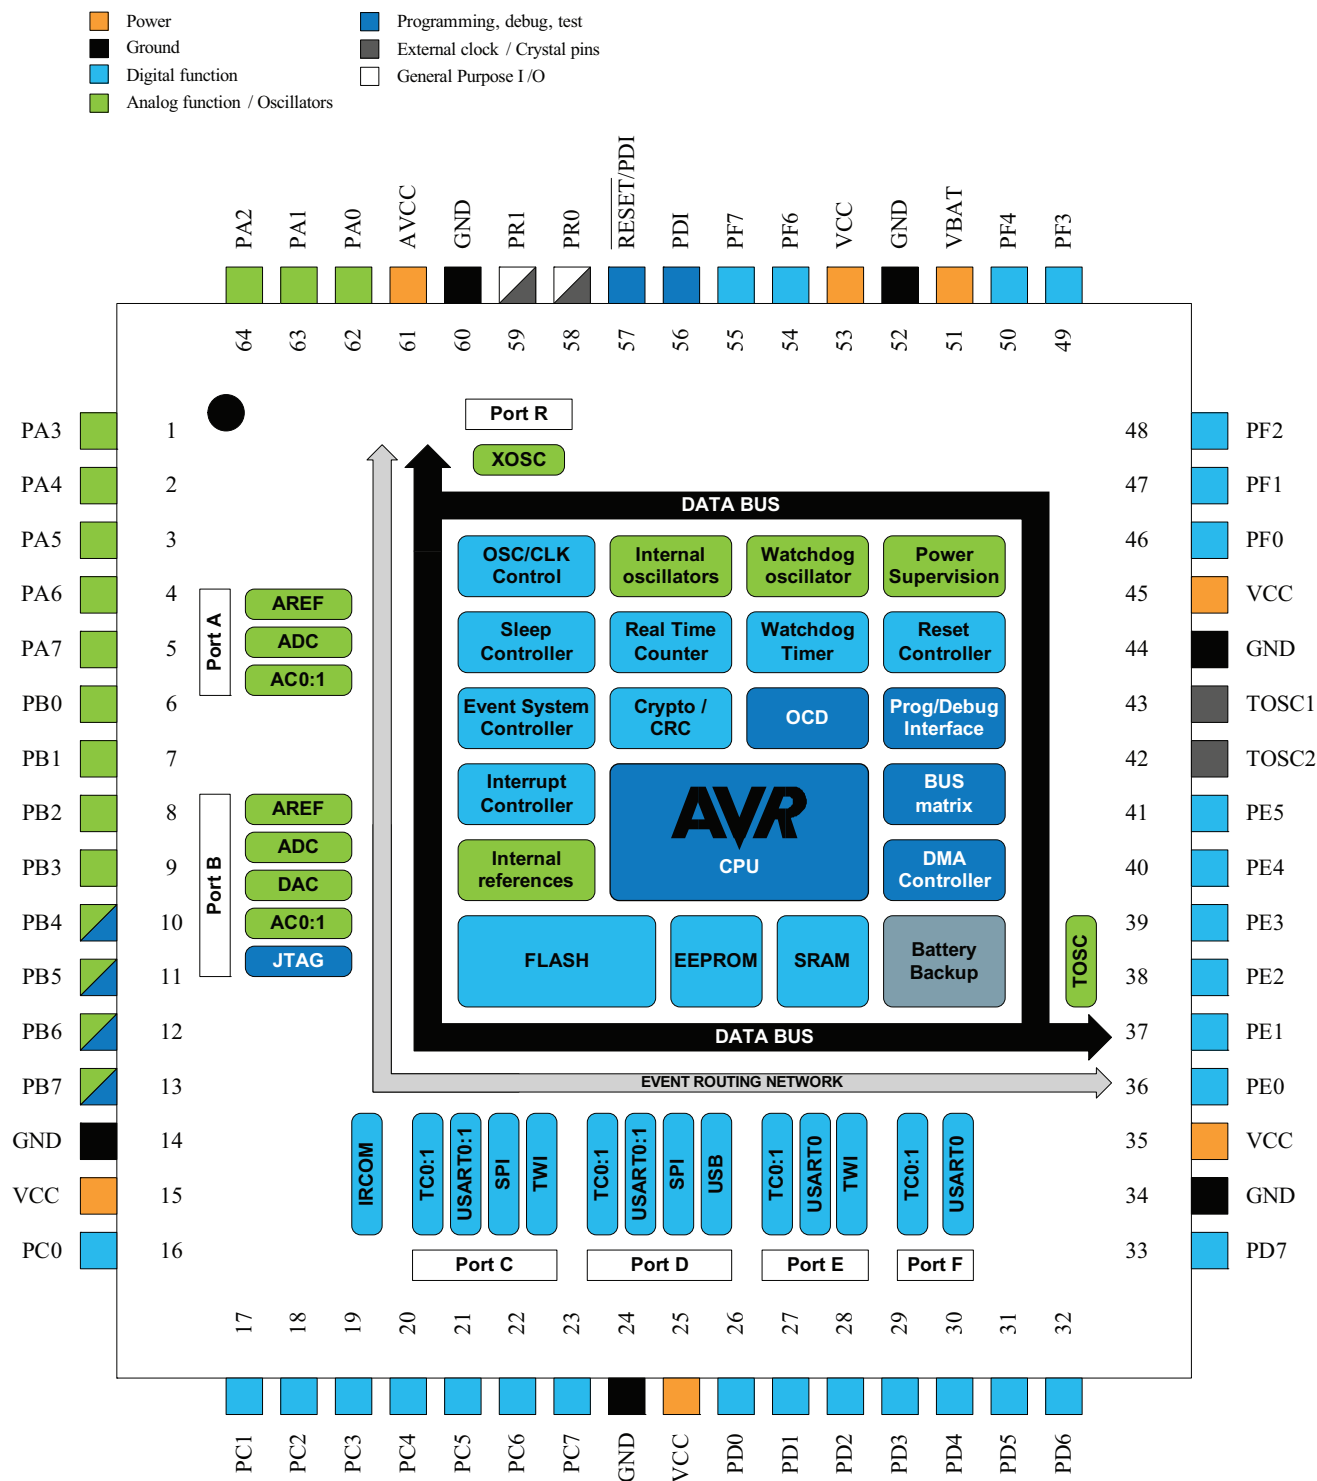 Power
Ground
Digital function
Analog function / Oscillators
Programming, debug, test
External clock / Crystal pins
General Purpose I /O
PA2
PA1
PA0
AVCC
GND
PR1
PR0
RESET/PDI
PDI
PF7
PF6
VCC
GND
VBAT
PF4
PF3
64
63
62
61
60
59
58
57
56
55
54
53
52
51
50
49
PA3 1
PA4 2
PA5 3
PA6 4
PA7 5
PB0 6
PB1 7
PB2 8
PB3 9
PB4 10
PB5 11
PB6 12
PB7 13
GND 14
VCC 15
PC0 16
Port R
XOSC
DATA BUS
OSC/CLK
Control
Internal
oscillators
Watchdog
oscillator
Power
Supervision
Sleep
Controller
Real Time
Counter
Watchdog
Timer
Reset
Controller
Event System
Controller
Crypto /
CRC
OCD
Prog/Debug
Interface
Interrupt
Controller
AVR
CPU
BUS
matrix
Internal
references
DMA
Controller
FLASH
EEPROM
SRAM
Battery
Backup
TOSC
DATA BUS
EVENT ROUTING NETWORK
Port A
AREF
ADC
AC0:1
Port B
AREF
ADC
DAC
AC0:1
JTAG
IRCOM
TC0:1
USART0:1
SPI
TWI
Port C
TC0:1
USART0:1
SPI
USB
Port D
TC0:1
USART0
TWI
Port E
TC0:1
USART0
Port F
48 PF2
47 PF1
46 PF0
45 VCC
44 GND
43 TOSC1
42 TOSC2
41 PE5
40 PE4
39 PE3
38 PE2
37 PE1
36 PE0
35 VCC
34 GND
33 PD7
17
18
19
20
21
22
23
24
25
26
27
28
29
30
31
32
PC1
PC2
PC3
PC4
PC5
PC6
PC7
GND
VCC
PD0
PD1
PD2
PD3
PD4
PD5
PD6